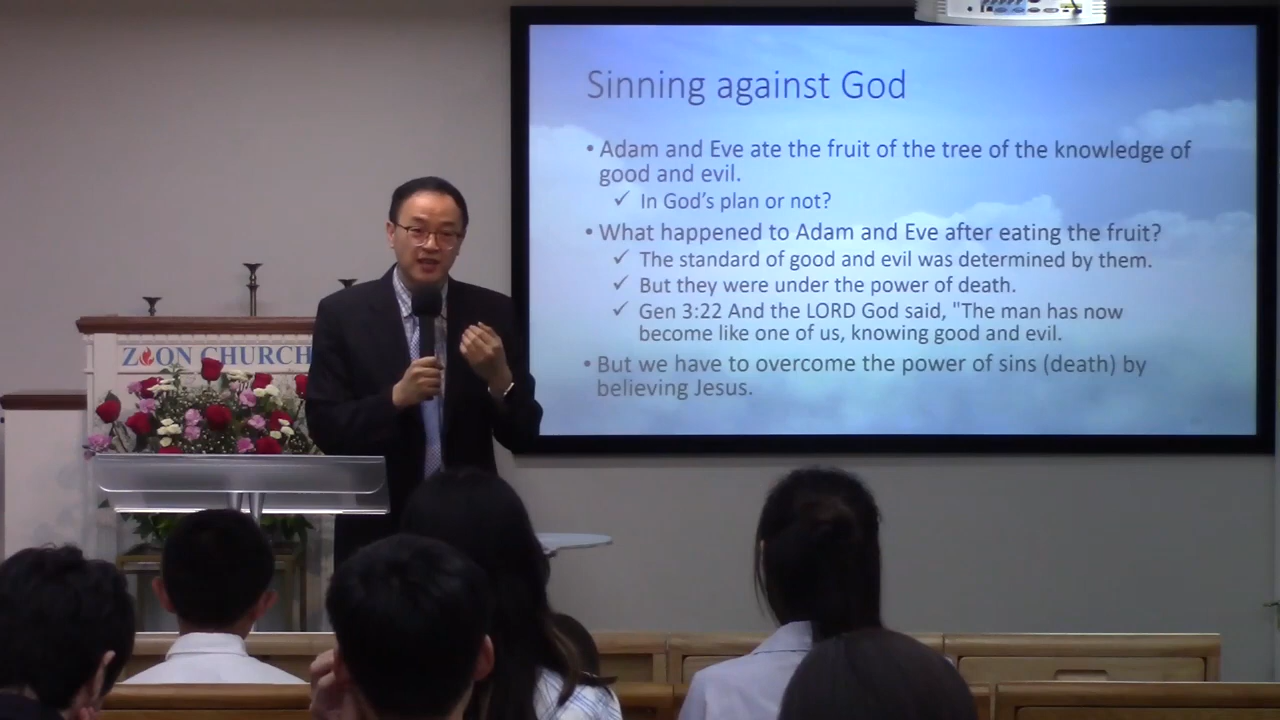 Sinning against God
• Adam and Eve ate the fruit of the tree of the knowledge of
good and evil.
✓ In God's plan or not?
• What happened to Adam and Eve after eating the fruit?
✓ The standard of good and evil was determined by them.
✓ But they were under the power of death.
✓ Gen 3:22 And the LORD God said, "The man has now
become like one of us, knowing good and evil.
• But we have to overcome the power of sins (death) by
believing Jesus.
ZION CHURCH